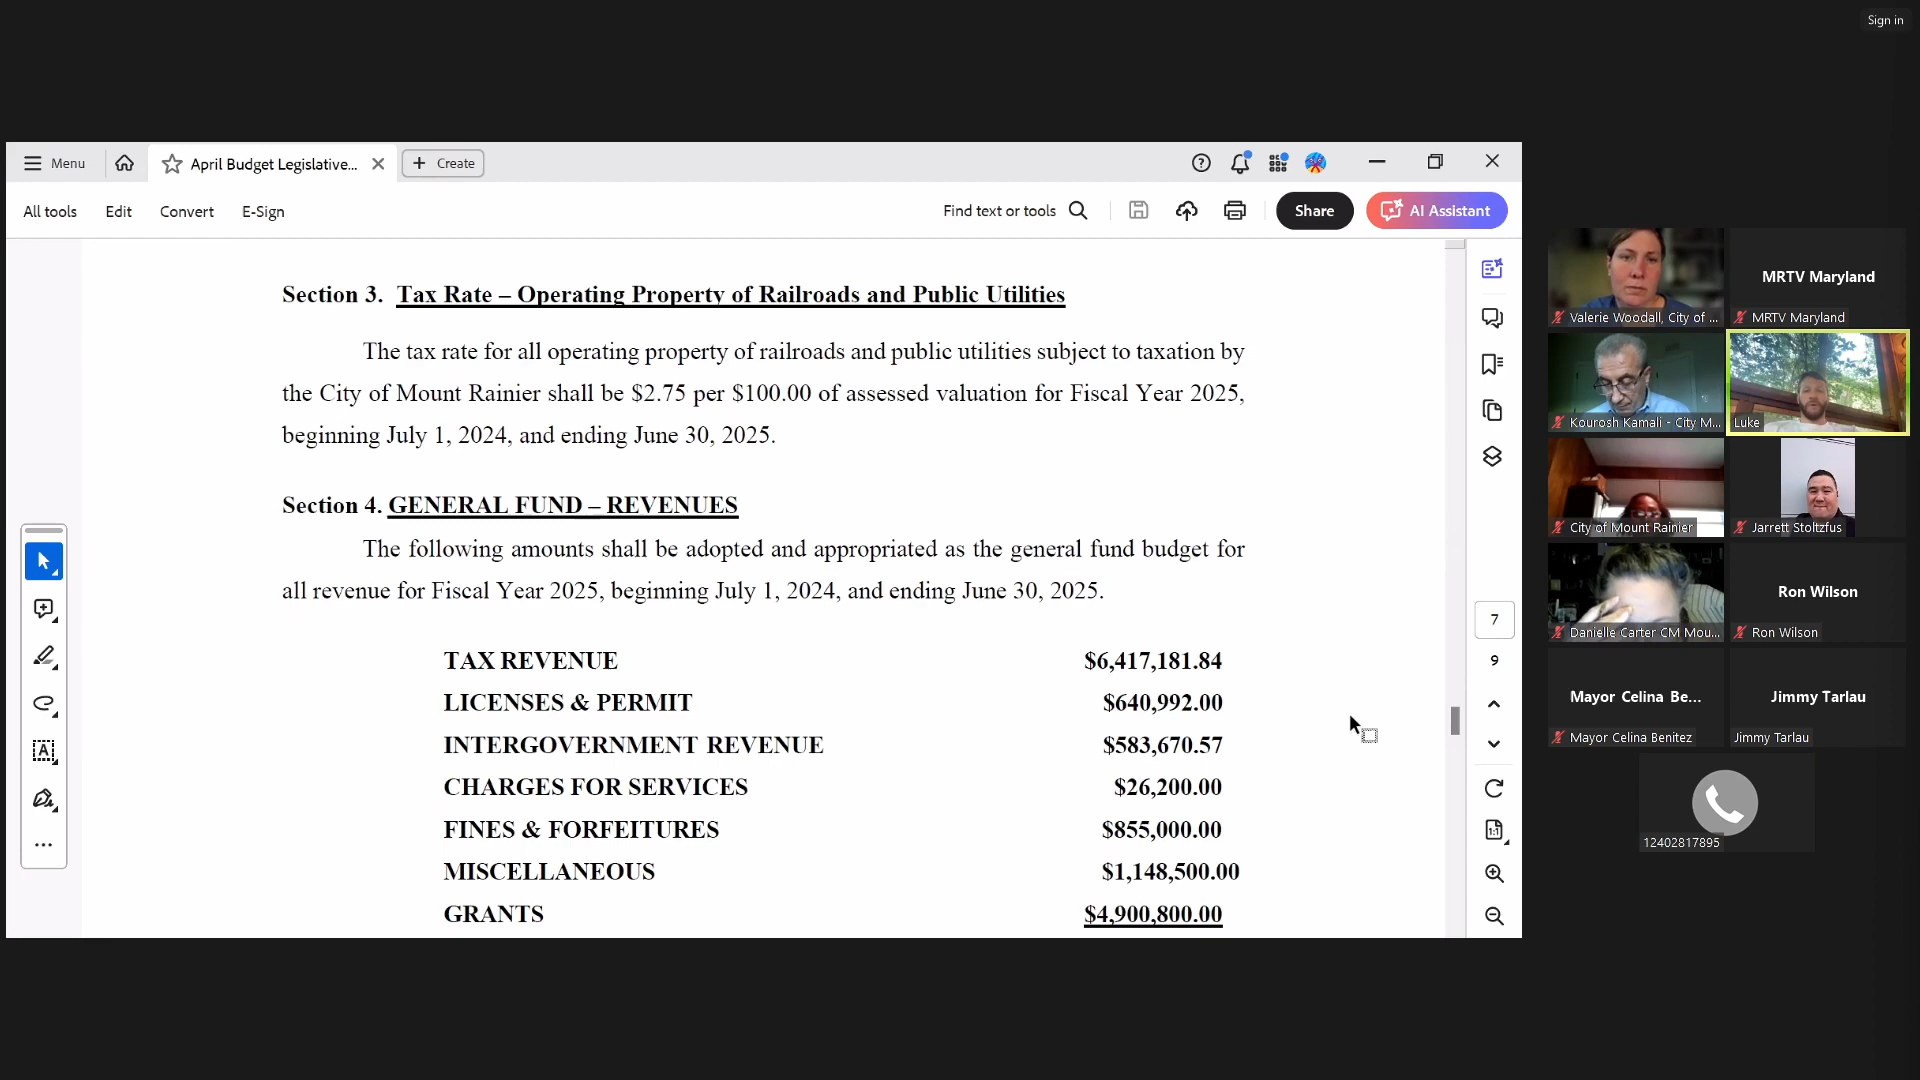 Sign in
Menu
April Budget Legislative...
Create
All tools
Edit
Convert
E-Sign
Find text or tools
Share
AI Assistant
Section 3. Tax Rate – Operating Property of Railroads and Public Utilities
The tax rate for all operating property of railroads and public utilities subject to taxation by
the City of Mount Rainier shall be $2.75 per $100.00 of assessed valuation for Fiscal Year 2025,
beginning July 1, 2024, and ending June 30, 2025.
Section 4. GENERAL FUND – REVENUES
The following amounts shall be adopted and appropriated as the general fund budget for
all revenue for Fiscal Year 2025, beginning July 1, 2024, and ending June 30, 2025.
TAX REVENUE $6,417,181.84
LICENSES & PERMIT $640,992.00
INTERGOVERNMENT REVENUE $583,670.57
CHARGES FOR SERVICES $26,200.00
FINES & FORFEITURES $855,000.00
MISCELLANEOUS $1,148,500.00
GRANTS $4,900,800.00
7
9
Valerie Woodall, City of ...
MRTV Maryland
MRTV Maryland
Kourosh Kamali - City M...
Luke
City of Mount Rainier
Jarrett Stoltzfus
Danielle Carter CM Mou...
Ron Wilson
Ron Wilson
Mayor Celina Be...
Mayor Celina Benitez
Jimmy Tarlau
Jimmy Tarlau
12402817895